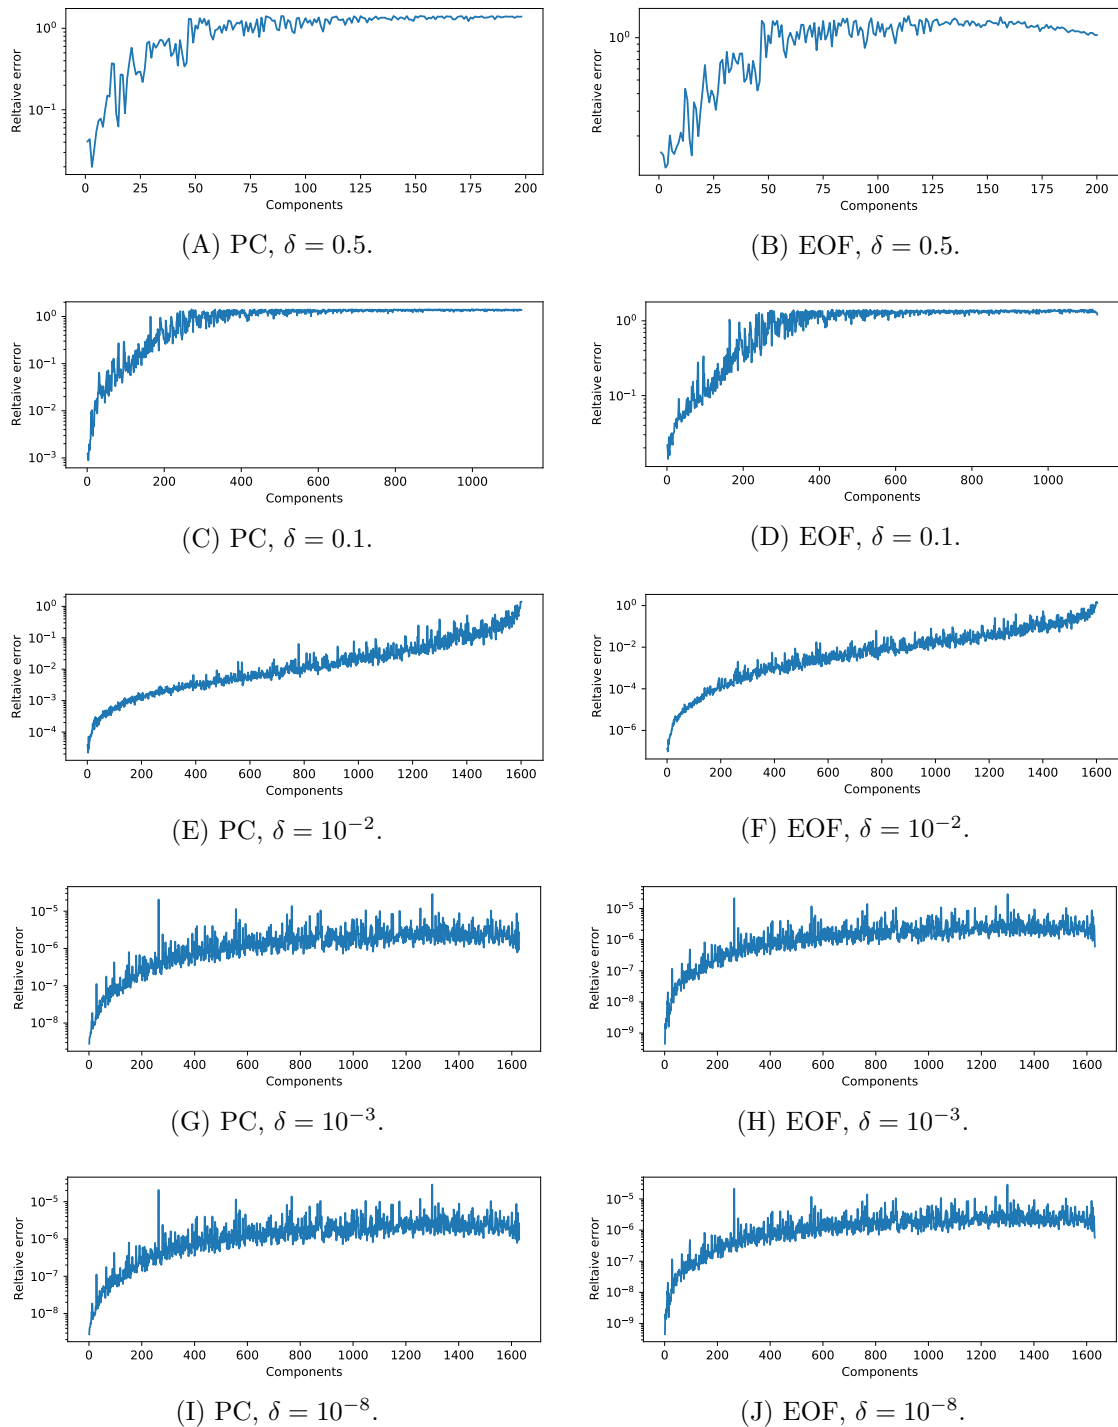 10^0
10^{-1}
Reltaive error
0 25 50 75 100 125 150 175 200
Components
(A) PC, δ = 0.5.
10^0
Reltaive error
0 25 50 75 100 125 150 175 200
Components
(B) EOF, δ = 0.5.
10^0
10^{-1}
10^{-2}
10^{-3}
Reltaive error
0 200 400 600 800 1000
Components
(C) PC, δ = 0.1.
10^0
10^{-1}
Reltaive error
0 200 400 600 800 1000
Components
(D) EOF, δ = 0.1.
10^0
10^{-1}
10^{-2}
10^{-3}
10^{-4}
Reltaive error
0 200 400 600 800 1000 1200 1400 1600
Components
(E) PC, δ = 10^{-2}.
10^0
10^{-2}
10^{-4}
10^{-6}
Reltaive error
0 200 400 600 800 1000 1200 1400 1600
Components
(F) EOF, δ = 10^{-2}.
10^{-5}
10^{-6}
10^{-7}
10^{-8}
Reltaive error
0 200 400 600 800 1000 1200 1400 1600
Components
(G) PC, δ = 10^{-3}.
10^{-5}
10^{-6}
10^{-7}
10^{-8}
10^{-9}
Reltaive error
0 200 400 600 800 1000 1200 1400 1600
Components
(H) EOF, δ = 10^{-3}.
10^{-5}
10^{-6}
10^{-7}
10^{-8}
Reltaive error
0 200 400 600 800 1000 1200 1400 1600
Components
(I) PC, δ = 10^{-8}.
10^{-5}
10^{-6}
10^{-7}
10^{-8}
10^{-9}
Reltaive error
0 200 400 600 800 1000 1200 1400 1600
Components
(J) EOF, δ = 10^{-8}.